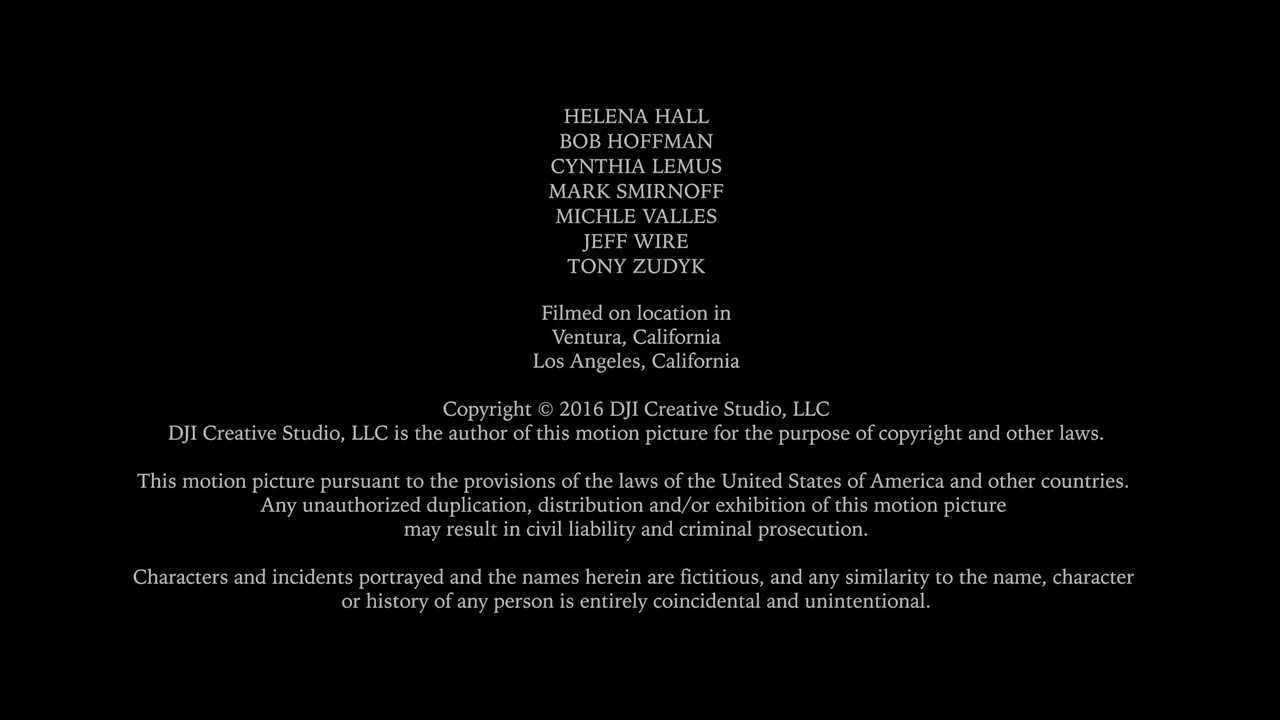 HELENA HALL
BOB HOFFMAN
CYNTHIA LEMUS
MARK SMIRNOFF
MICHLE VALLES
JEFF WIRE
TONY ZUDYK
Filmed on location in
Ventura, California
Los Angeles, California
Copyright © 2016 DJI Creative Studio, LLC
DJI Creative Studio, LLC is the author of this motion picture for the purpose of copyright and other laws.
This motion picture pursuant to the provisions of the laws of the United States of America and other countries.
Any unauthorized duplication, distribution and/or exhibition of this motion picture
may result in civil liability and criminal prosecution.
Characters and incidents portrayed and the names herein are fictitious, and any similarity to the name, character
or history of any person is entirely coincidental and unintentional.